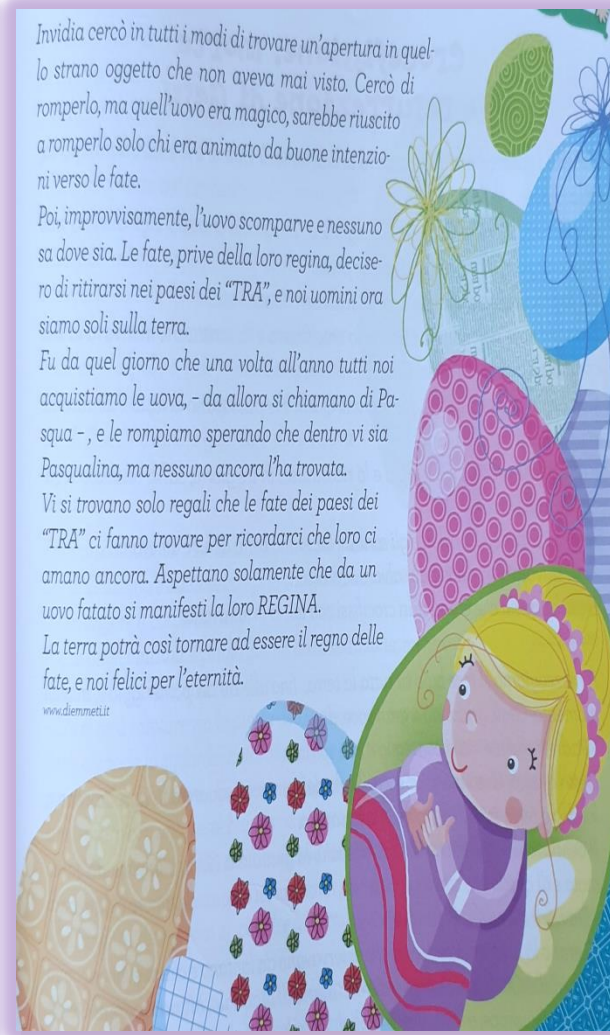 Invidia cercò in tutti i modi di trovare un'apertura in quel-
lo strano oggetto che non aveva mai visto. Cercò di
romperlo, ma quell'uovo era magico, sarebbe riuscito
a romperlo solo chi era animato da buone intenzio-
ni verso le fate.
Poi, improvvisamente, l'uovo scomparve e nessuno
sa dove sia. Le fate, prive della loro regina, decise-
ro di ritirarsi nei paesi dei “TRA”, e noi uomini ora
siamo soli sulla terra.
Fu da quel giorno che una volta all'anno tutti noi
acquistiamo le uova, – da allora si chiamano di Pa-
squa – , e le rompiamo sperando che dentro vi sia
Pasqualina, ma nessuno ancora l'ha trovata.
Vi si trovano solo regali che le fate dei paesi dei
“TRA” ci fanno trovare per ricordarci che loro ci
amano ancora. Aspettano solamente che da un
uovo fatato si manifesti la loro REGINA.
La terra potrà così tornare ad essere il regno delle
fate, e noi felici per l'eternità.
www.diemmeti.it